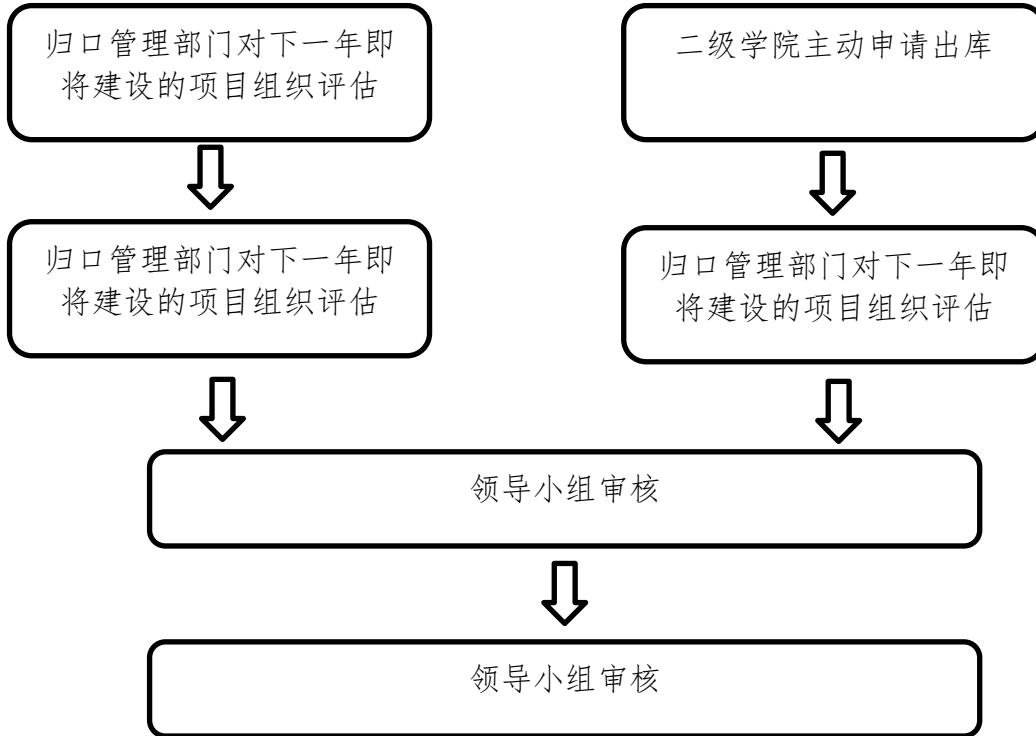 归口管理部门对下一年即
将建设的项目组织评估
二级学院主动申请出库
归口管理部门对下一年即
将建设的项目组织评估
归口管理部门对下一年即
将建设的项目组织评估
领导小组审核
领导小组审核